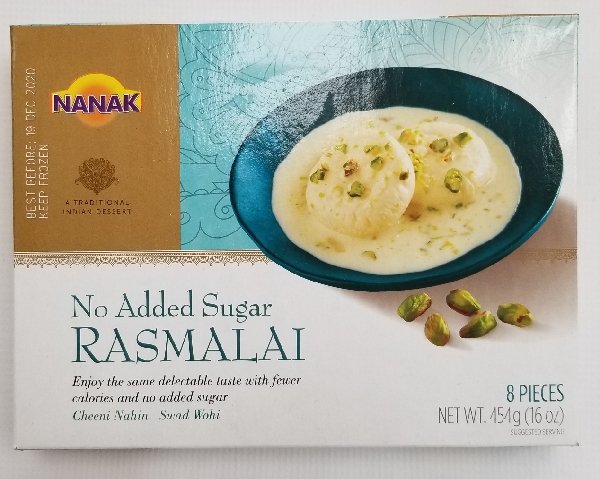 NANAK
BEST BEFORE: 19 DEC 2020
KEEP FROZEN
A TRADITIONAL
INDIAN DESSERT
No Added Sugar
RASMALAI
Enjoy the same delectable taste with fewer
calories and no added sugar
Cheeni Nahin Swad Wohi
8 PIECES
NET WT. 454g (16 oz)
SUGGESTED SERVING